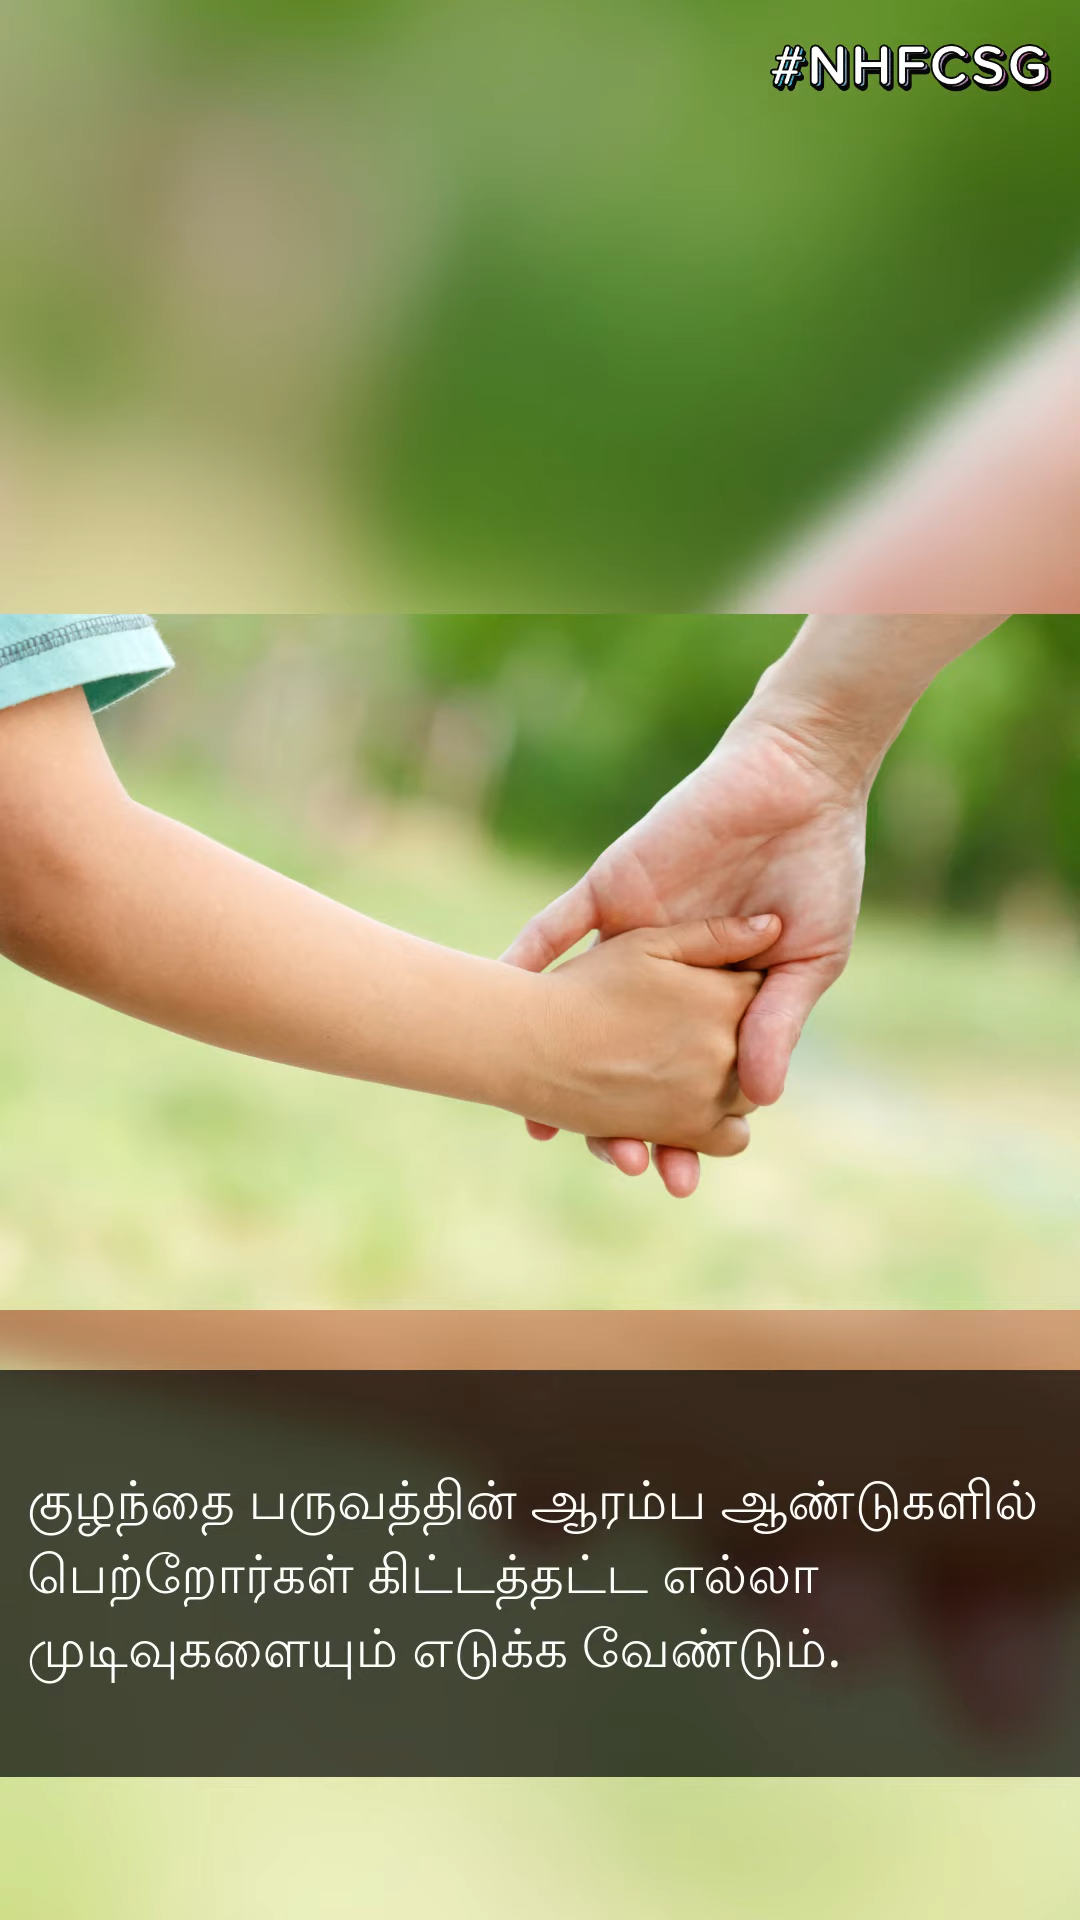 #NHFCSG
குழந்தை பருவத்தின் ஆரம்ப ஆண்டுகளில்
பெற்றோர்கள் கிட்டத்தட்ட எல்லா
முடிவுகளையும் எடுக்க வேண்டும்.